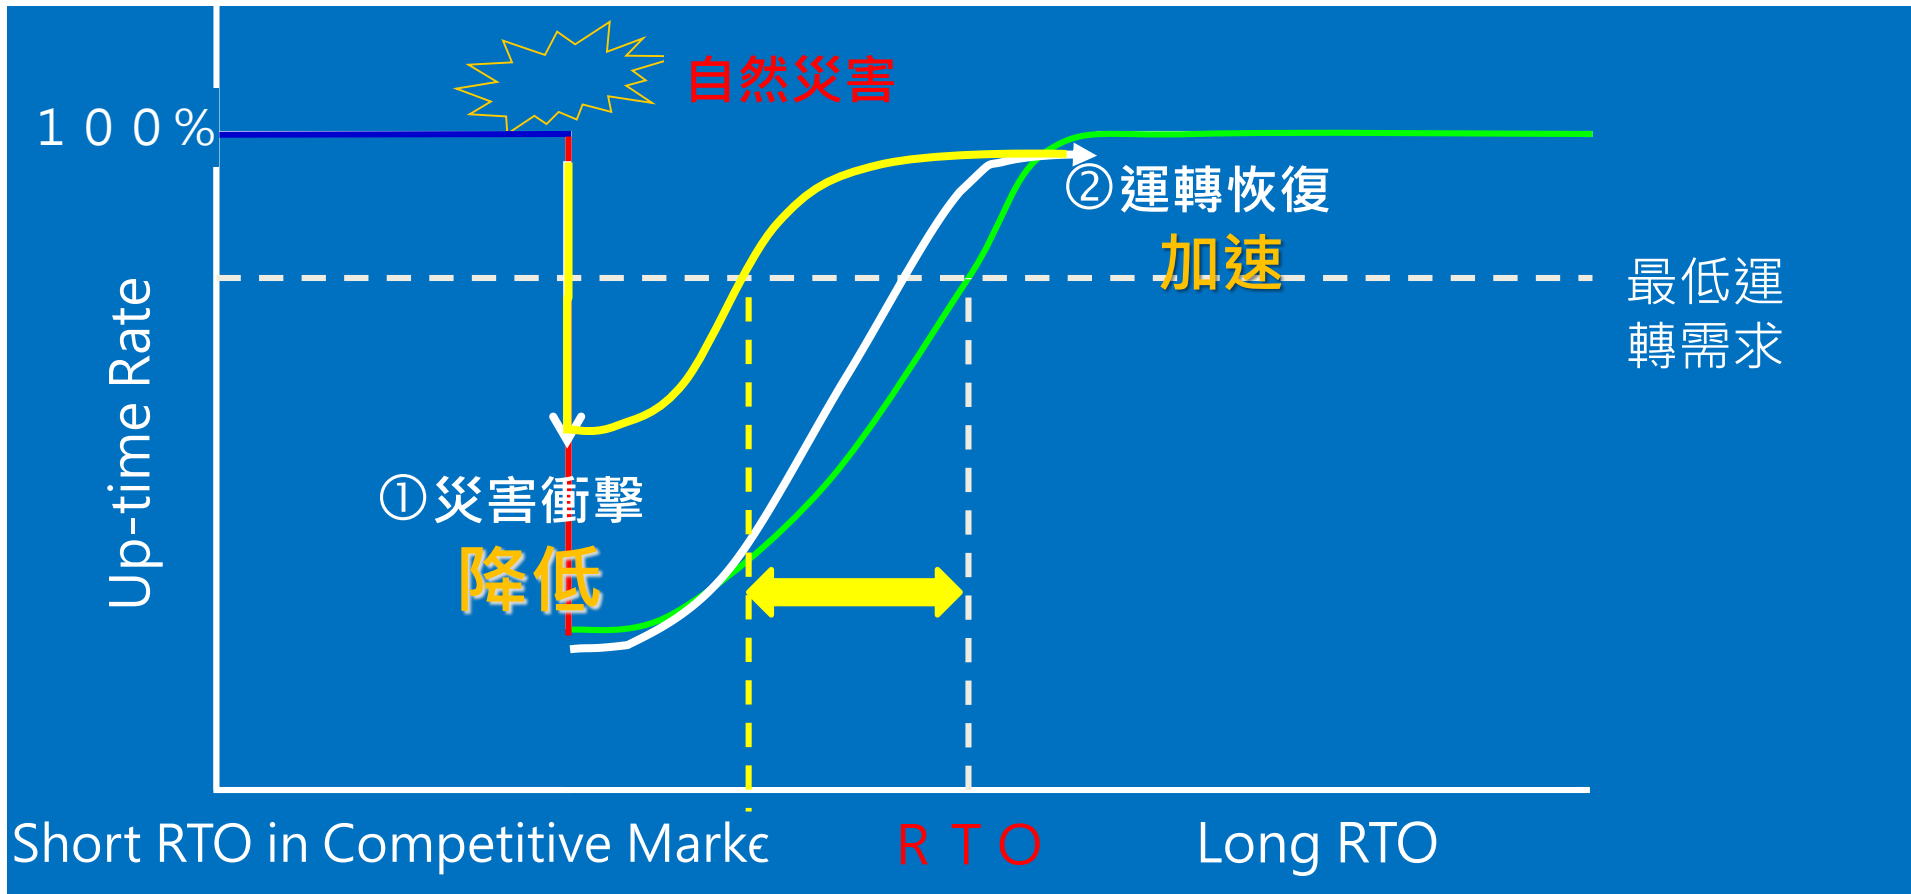 自然災害
１００%
②運轉恢復
加速
最低運
轉需求
Up-time Rate
①災害衝擊
降低
Short RTO in Competitive Marke
ＲＴＯ
Long RTO